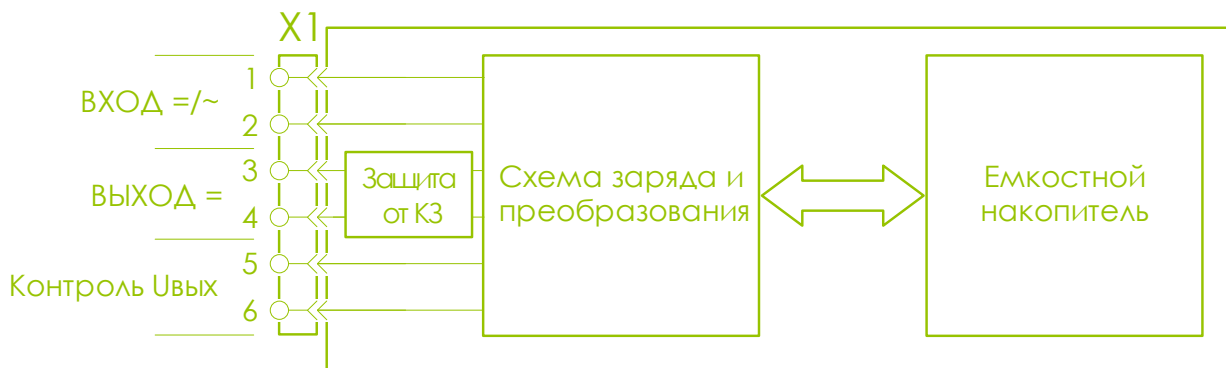 X1
ВХОД =/~
1
2
ВЫХОД =
3
4
Контроль Uвых
5
6
Защита
от КЗ
Схема заряда и
преобразования
Емкостной
накопитель